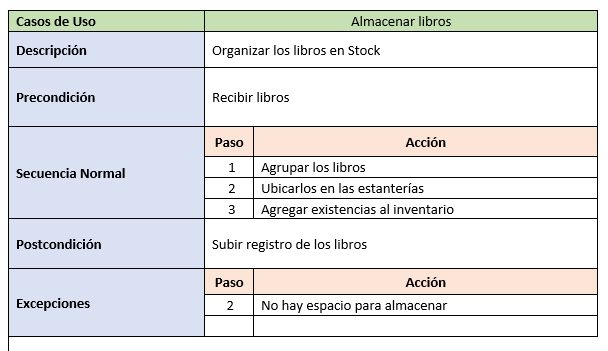 Casos de Uso Almacenar libros
Descripción Organizar los libros en Stock
Precondición Recibir libros
Secuencia Normal
Paso Acción
1 Agrupar los libros
2 Ubicarlos en las estanterías
3 Agregar existencias al inventario
Postcondición Subir registro de los libros
Excepciones
Paso Acción
2 No hay espacio para almacenar